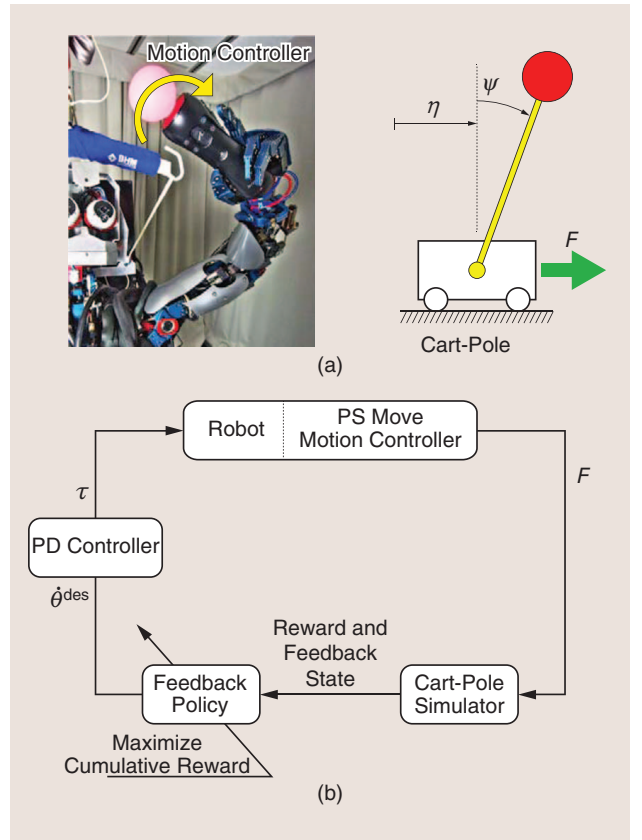 Motion Controller
BHM
ψ
η
F
Cart-Pole
(a)
Robot
PS Move
Motion Controller
τ
F
PD Controller
θ̇des
Reward and
Feedback
State
Feedback
Policy
Cart-Pole
Simulator
Maximize
Cumulative Reward
(b)